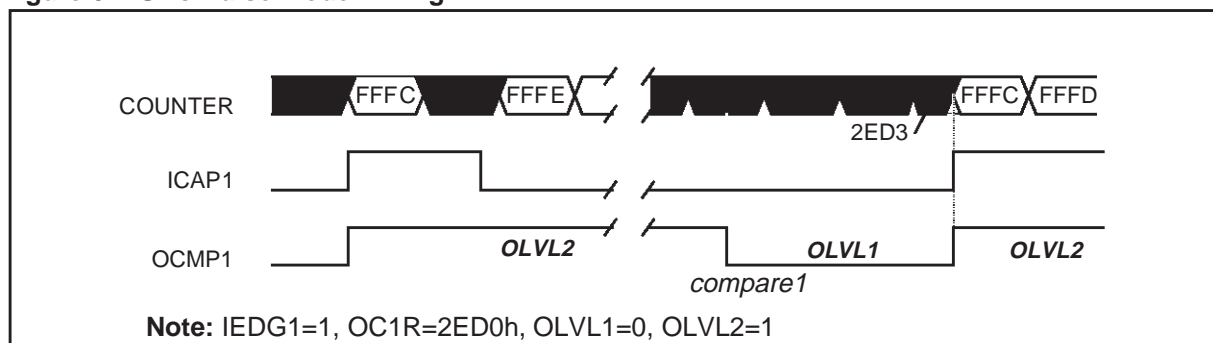 COUNTER FFFC FFFE FFFC FFFD
2ED3
ICAP1
OCMP1 OLVL2 OLVL1 OLVL2
compare1
Note: IEDG1=1, OC1R=2ED0h, OLVL1=0, OLVL2=1